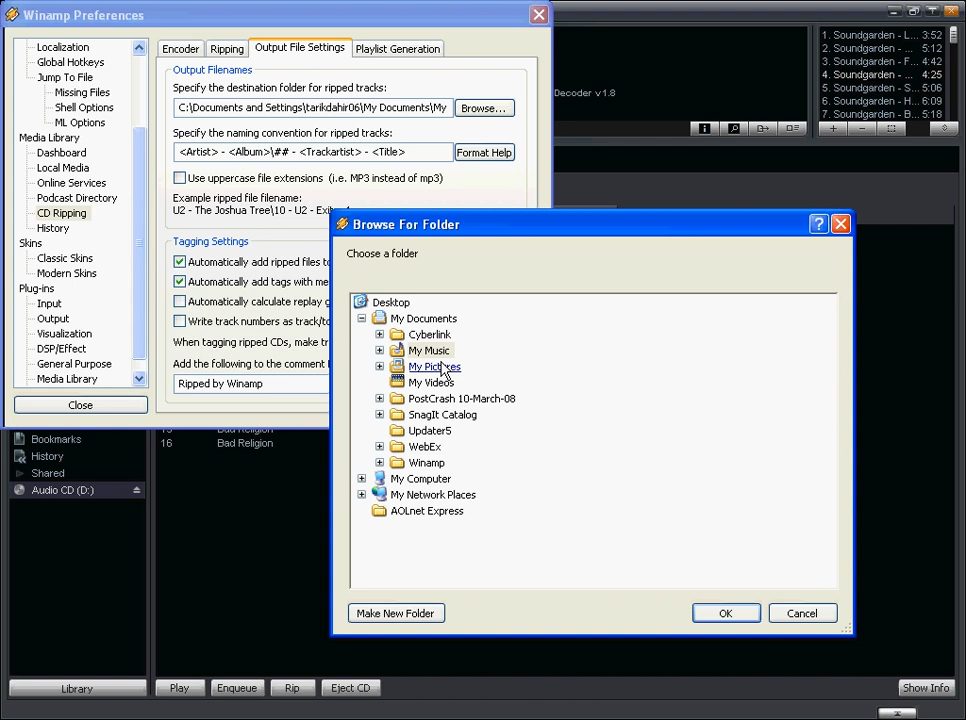 Winamp Preferences
Localization
Global Hotkeys
Jump To File
Missing Files
Shell Options
ML Options
Media Library
Dashboard
Local Media
Online Services
Podcast Directory
CD Ripping
History
Skins
Classic Skins
Modern Skins
Plug-ins
Input
Output
Visualization
DSP/Effect
General Purpose
Media Library
Close
Encoder
Ripping
Output File Settings
Playlist Generation
Output Filenames
Specify the destination folder for ripped tracks:
C:\Documents and Settings\tarikdahir06\My Documents\My
Browse...
Specify the naming convention for ripped tracks:
<Artist> - <Album>\## - <Trackartist> - <Title>
Format Help
Use uppercase file extensions (i.e. MP3 instead of mp3)
Example ripped file filename:
U2 - The Joshua Tree\10 - U2 -
Tagging Settings
Automatically add ripped files
Automatically add tags with
Automatically calculate replay
Write track numbers as
When tagging ripped CDs, make
Add the following to the comment
Ripped by Winamp
Decoder v1.8
1. Soundgarden - L... 3:52
2. Soundgarden - ... 5:12
3. Soundgarden - F... 4:42
4. Soundgarden - ... 4:25
5. Soundgarden - S... 5:06
6. Soundgarden - H... 6:09
7. Soundgarden - B... 5:18
Browse For Folder
Choose a folder
Desktop
My Documents
Cyberlink
My Music
My Pictures
My Videos
PostCrash 10-March-08
SnagIt Catalog
Updater5
WebEx
Winamp
My Computer
My Network Places
AOLnet Express
Make New Folder
OK
Cancel
Bookmarks
History
Shared
Audio CD (D:)
Bad Religion
16 Bad Religion
Library
Play
Enqueue
Rip
Eject CD
Show Info